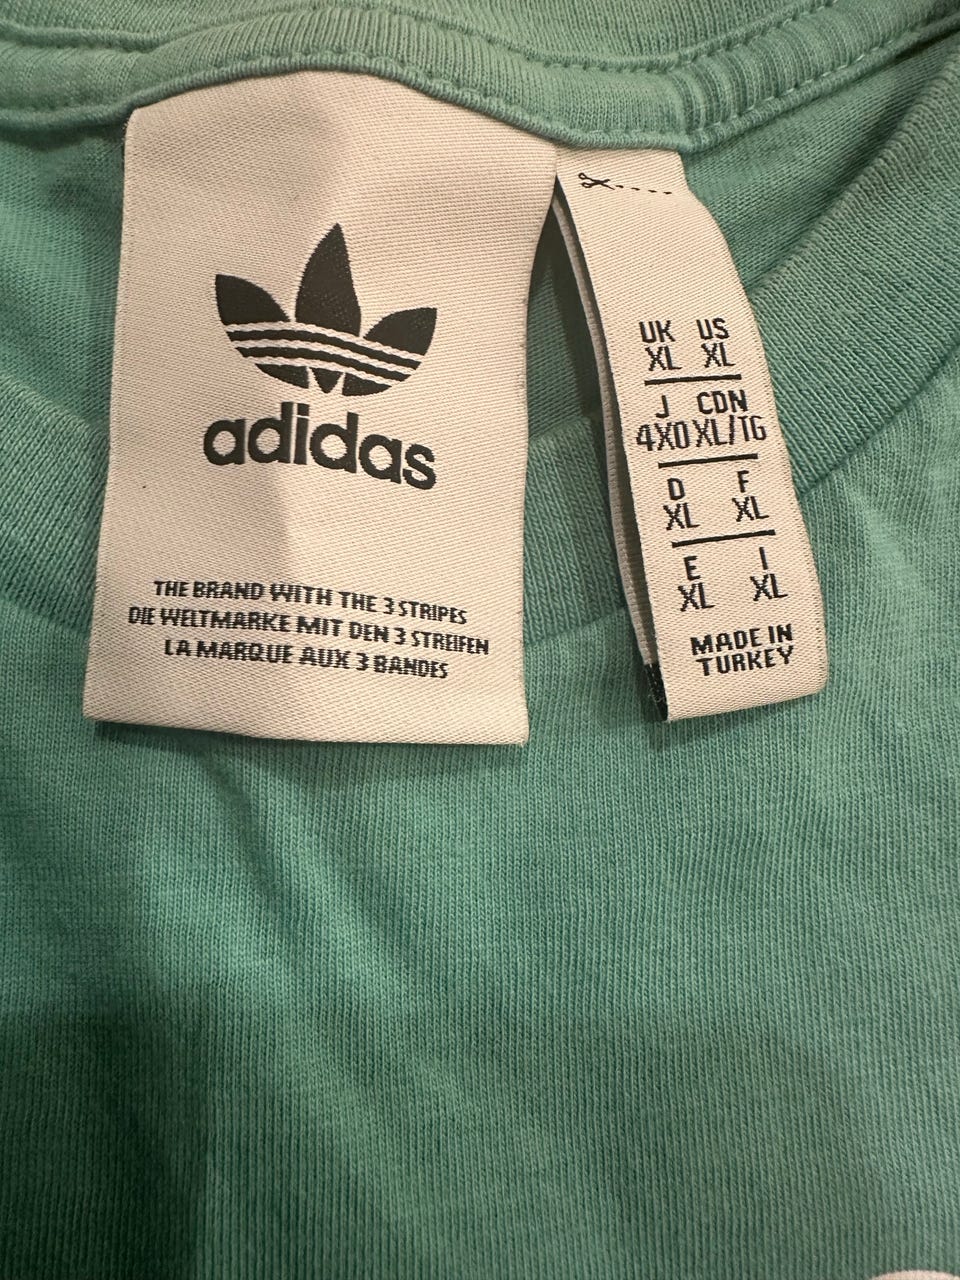 adidas
THE BRAND WITH THE 3 STRIPES
DIE WELTMARKE MIT DEN 3 STREIFEN
LA MARQUE AUX 3 BANDES
UK US
XL XL
J CDN
4XO XL/TG
D F
XL XL
E I
XL XL
MADE IN
TURKEY